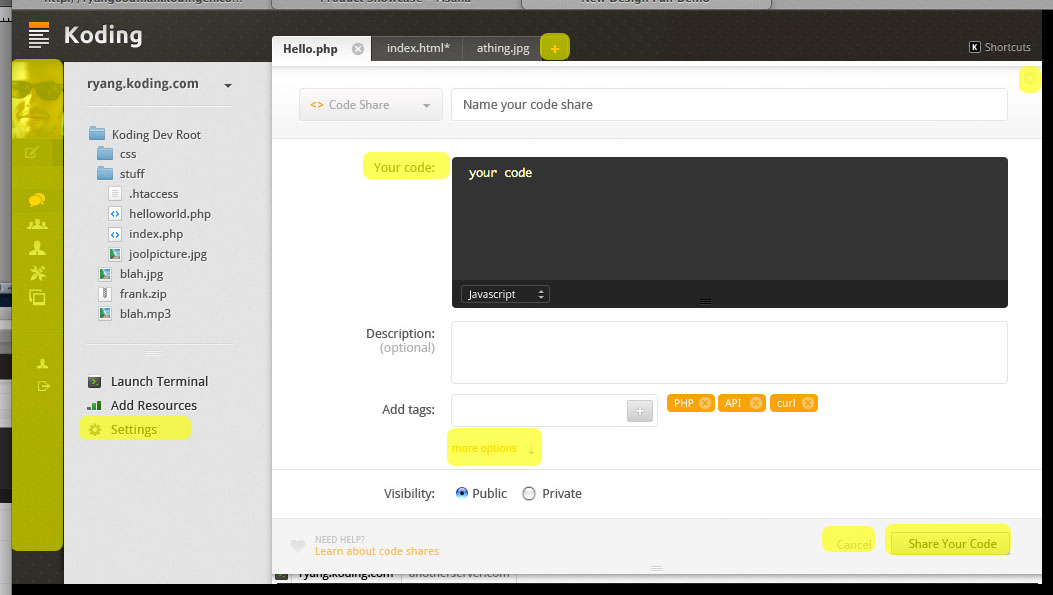 Koding
Hello.php
index.html*
athing.jpg
+
K Shortcuts
ryang.koding.com
Koding Dev Root
css
stuff
.htaccess
helloworld.php
index.php
joolpicture.jpg
blah.jpg
frank.zip
blah.mp3
Launch Terminal
Add Resources
Settings
<> Code Share
Name your code share
Your code:
your code
Javascript
Description:
(optional)
Add tags:
+
PHP
API
curl
more options ↓
Visibility:
Public
Private
NEED HELP?
Learn about code shares
Cancel
Share Your Code
ryang.koding.com
anotherserver.com